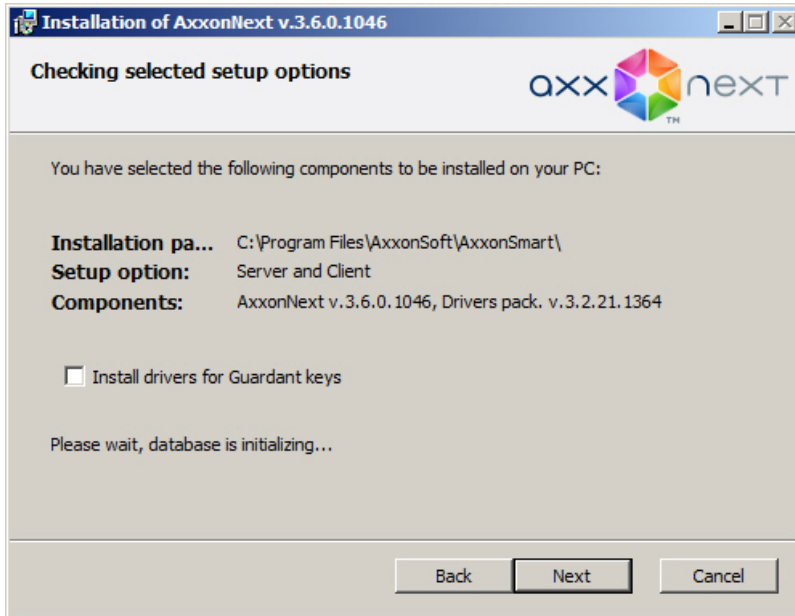 Installation of AxxonNext v.3.6.0.1046
Checking selected setup options
axxnext
TM
You have selected the following components to be installed on your PC:
Installation pa... C:\Program Files\AxxonSoft\AxxonSmart\
Setup option: Server and Client
Components: AxxonNext v.3.6.0.1046, Drivers pack. v.3.2.21.1364
Install drivers for Guardant keys
Please wait, database is initializing...
Back Next Cancel